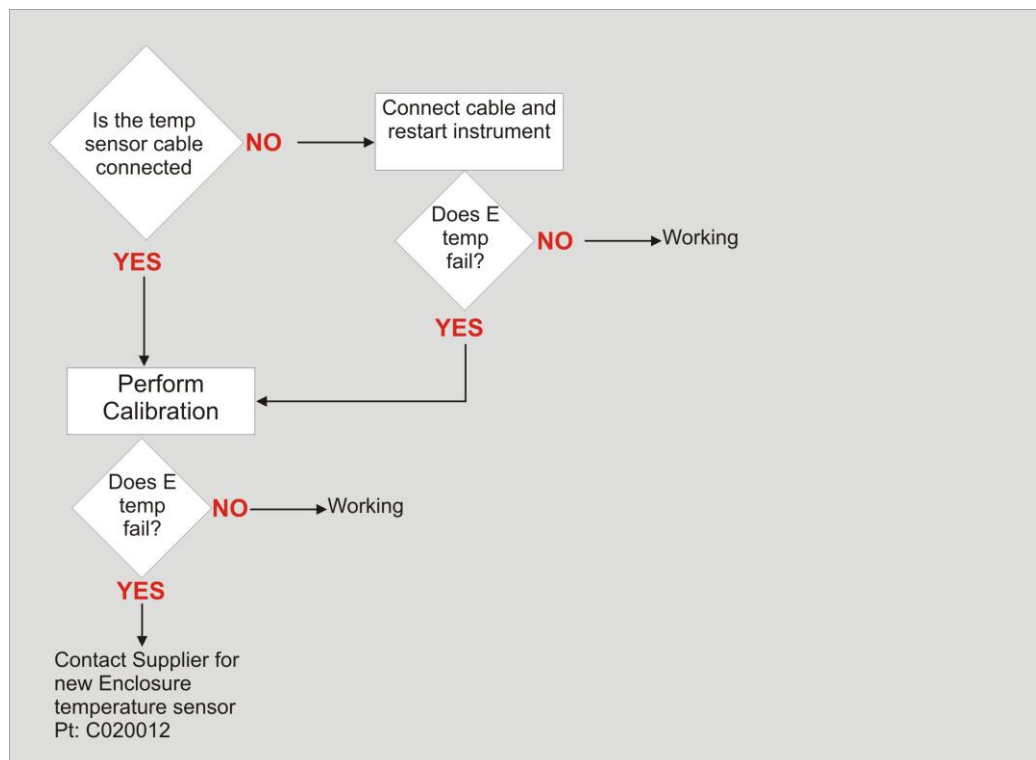 Is the temp
sensor cable
connected
NO
Connect cable and
restart instrument
Does E
temp
fail?
NO
Working
YES
YES
Perform
Calibration
Does E
temp
fail?
NO
Working
YES
Contact Supplier for
new Enclosure
temperature sensor
Pt: C020012